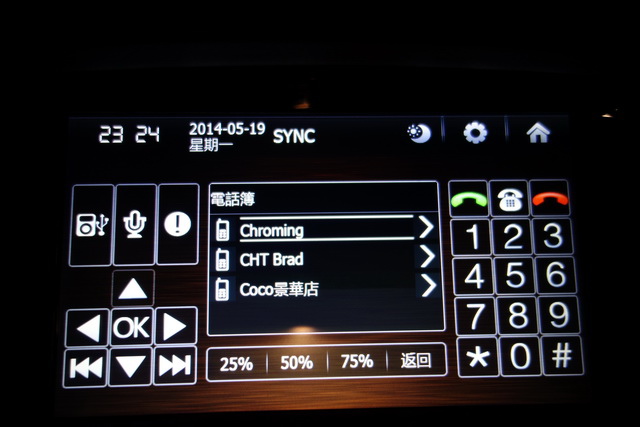 23 24
2014-05-19
星期一
SYNC
電話簿
Chroming
CHT Brad
Coco景華店
OK
25% 50% 75% 返回
1 2 3
4 5 6
7 8 9
* 0 #